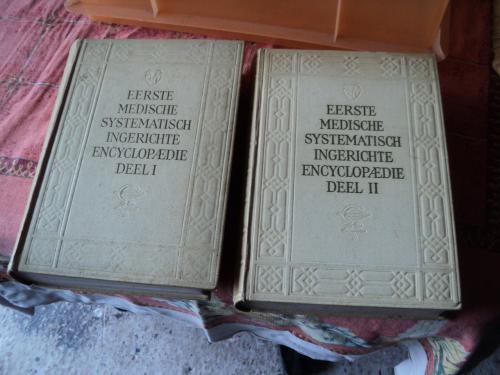 EERSTE
MEDISCHE
SYSTEMATISCH
INGERICHTE
ENCYCLOPÆDIE
DEEL I
EERSTE
MEDISCHE
SYSTEMATISCH
INGERICHTE
ENCYCLOPÆDIE
DEEL II